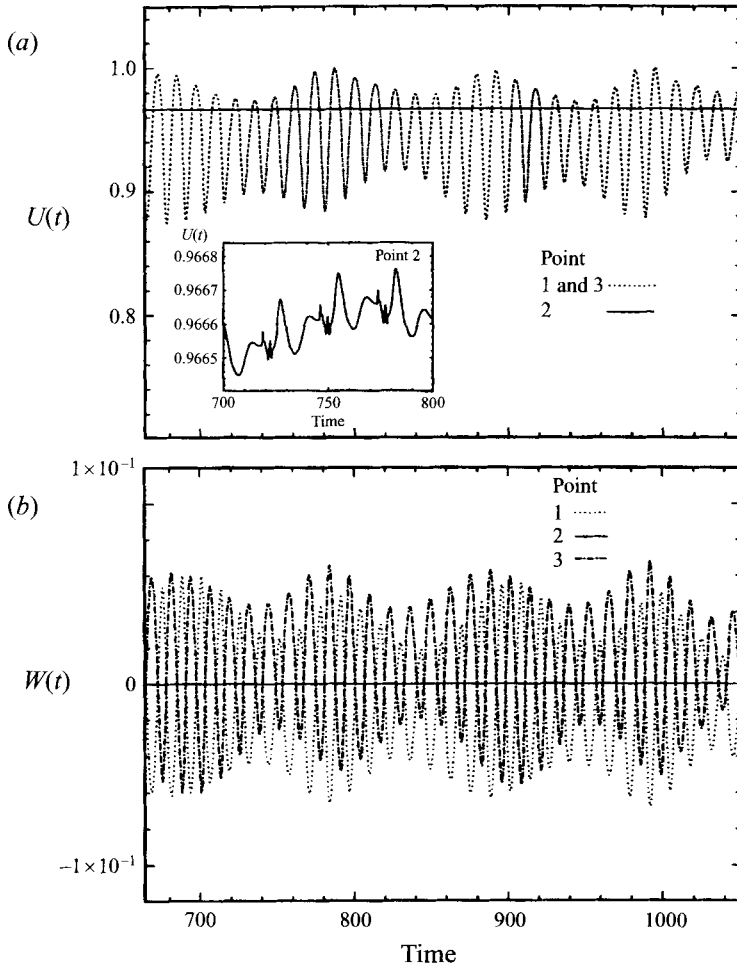 (a)
1.0
0.9
0.8
U(t)
U(t)
Point 2
0.9668
0.9667
0.9666
0.9665
700
750
800
Time
Point
1 and 3
2
(b)
1×10⁻¹
0
−1×10⁻¹
W(t)
Point
1
2
3
700
800
900
1000
Time